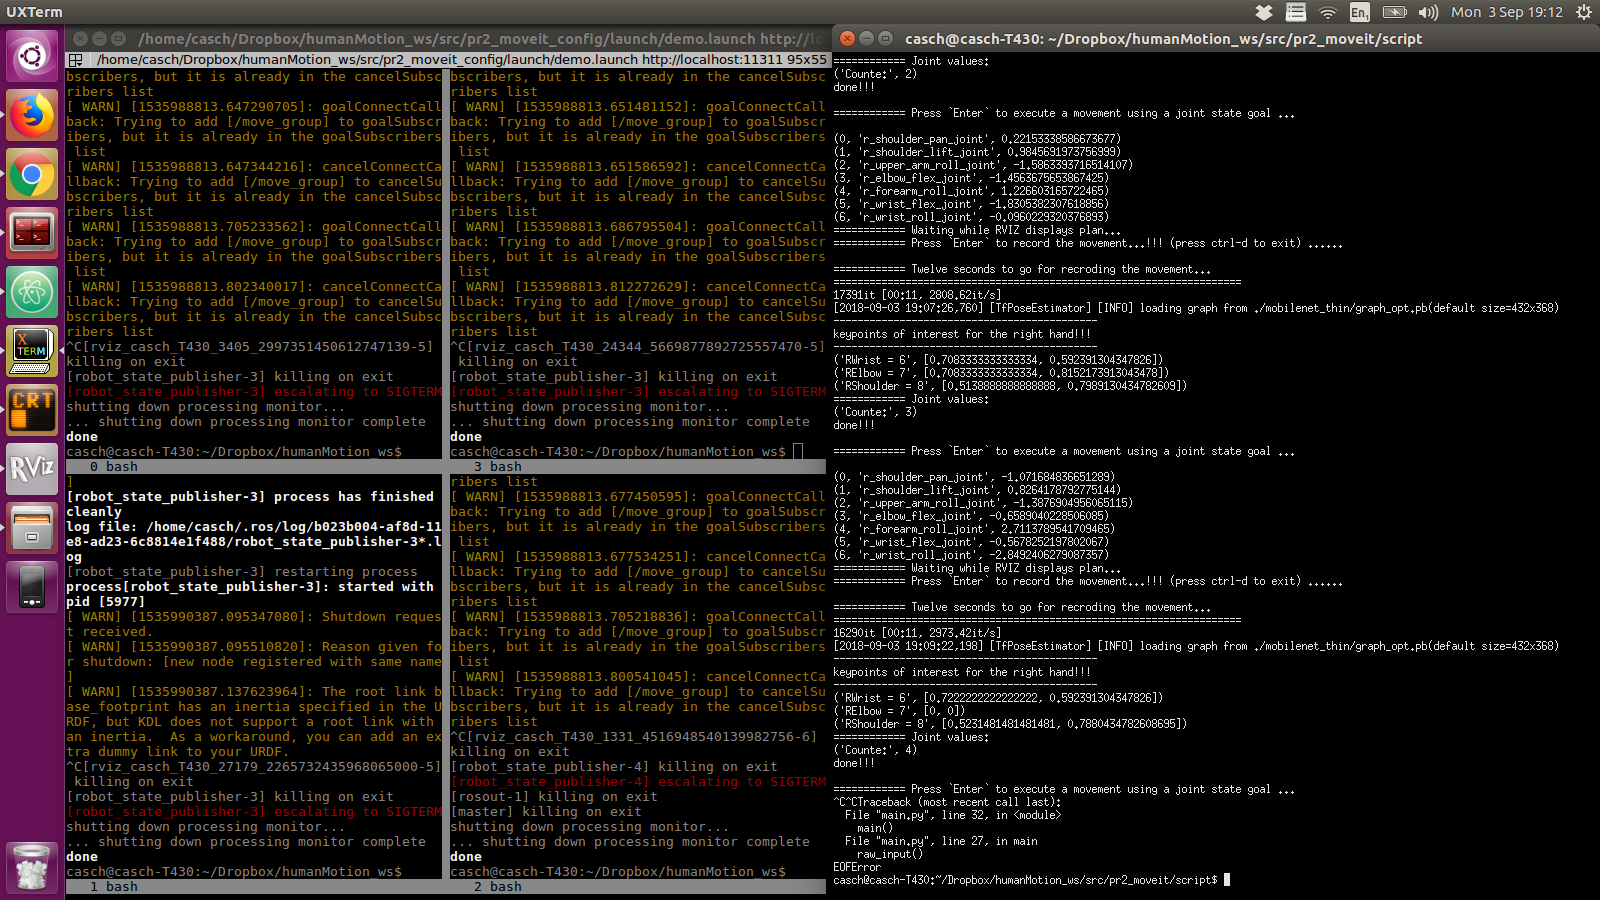 UXTerm
En₁
Mon 3 Sep 19:12
/home/casch/Dropbox/humanMotion_ws/src/pr2_moveit_config/launch/demo.launch http://lo
/home/casch/Dropbox/humanMotion_ws/src/pr2_moveit_config/launch/demo.launch http://localhost:11311 95x55
bscribers, but it is already in the cancelSubsc
ribers list
[ WARN] [1535988813.647290705]: goalConnectCall
back: Trying to add [/move_group] to goalSubscr
ibers, but it is already in the goalSubscribers
 list
[ WARN] [1535988813.647344216]: cancelConnectCa
llback: Trying to add [/move_group] to cancelSu
bscribers, but it is already in the cancelSubsc
ribers list
[ WARN] [1535988813.705233562]: goalConnectCall
back: Trying to add [/move_group] to goalSubscr
ibers, but it is already in the goalSubscribers
 list
[ WARN] [1535988813.802340017]: cancelConnectCa
llback: Trying to add [/move_group] to cancelSu
bscribers, but it is already in the cancelSubsc
ribers list
^C[rviz_casch_T430_3405_2997351450612747139-5]
killing on exit
[robot_state_publisher-3] killing on exit
[robot_state_publisher-3] escalating to SIGTERM
shutting down processing monitor...
... shutting down processing monitor complete
done
casch@casch-T430:~/Dropbox/humanMotion_ws$
0 bash
bscribers, but it is already in the cancelSubsc
ribers list
[ WARN] [1535988813.651481152]: goalConnectCall
back: Trying to add [/move_group] to goalSubscr
ibers, but it is already in the goalSubscribers
 list
[ WARN] [1535988813.651586592]: cancelConnectCa
llback: Trying to add [/move_group] to cancelSu
bscribers, but it is already in the cancelSubsc
ribers list
[ WARN] [1535988813.686795504]: goalConnectCall
back: Trying to add [/move_group] to goalSubscr
ibers, but it is already in the goalSubscribers
 list
[ WARN] [1535988813.812272629]: cancelConnectCa
llback: Trying to add [/move_group] to cancelSu
bscribers, but it is already in the cancelSubsc
ribers list
^C[rviz_casch_T430_24344_5669877892725557470-5]
 killing on exit
[robot_state_publisher-3] killing on exit
[robot_state_publisher-3] escalating to SIGTERM
shutting down processing monitor...
... shutting down processing monitor complete
done
casch@casch-T430:~/Dropbox/humanMotion_ws$
3 bash
]
[robot_state_publisher-3] process has finished
cleanly
log file: /home/casch/.ros/log/b023b004-af8d-11
e8-ad23-6c8814e1f488/robot_state_publisher-3*.l
og
[robot_state_publisher-3] restarting process
process[robot_state_publisher-3]: started with
pid [5977]
[ WARN] [1535990387.095347080]: Shutdown reques
t received.
[ WARN] [1535990387.095510820]: Reason given fo
r shutdown: [new node registered with same name
]
[ WARN] [1535990387.137623964]: The root link b
ase_footprint has an inertia specified in the U
RDF, but KDL does not support a root link with
an inertia.  As a workaround, you can add an ex
tra dummy link to your URDF.
^C[rviz_casch_T430_27179_2265732435968065000-5]
 killing on exit
[robot_state_publisher-3] killing on exit
[robot_state_publisher-3] escalating to SIGTERM
shutting down processing monitor...
... shutting down processing monitor complete
done
casch@casch-T430:~/Dropbox/humanMotion_ws$
1 bash
ribers list
[ WARN] [1535988813.677450595]: goalConnectCall
back: Trying to add [/move_group] to goalSubscr
ibers, but it is already in the goalSubscribers
 list
[ WARN] [1535988813.677534251]: cancelConnectCa
llback: Trying to add [/move_group] to cancelSu
bscribers, but it is already in the cancelSubsc
ribers list
[ WARN] [1535988813.705218836]: goalConnectCall
back: Trying to add [/move_group] to goalSubscr
ibers, but it is already in the goalSubscribers
 list
[ WARN] [1535988813.800541045]: cancelConnectCa
llback: Trying to add [/move_group] to cancelSu
bscribers, but it is already in the cancelSubsc
ribers list
^C[rviz_casch_T430_1331_4516948540139982756-6]
killing on exit
[robot_state_publisher-4] killing on exit
[robot_state_publisher-4] escalating to SIGTERM
[rosout-1] killing on exit
[master] killing on exit
shutting down processing monitor...
... shutting down processing monitor complete
done
casch@casch-T430:~/Dropbox/humanMotion_ws$
2 bash
casch@casch-T430: ~/Dropbox/humanMotion_ws/src/pr2_moveit/script
============ Joint values:
('Counte:', 2)
done!!!
============ Press `Enter` to execute a movement using a joint state goal ...
(0, 'r_shoulder_pan_joint', 0.22153338586673677)
(1, 'r_shoulder_lift_joint', 0.9845691973756999)
(2, 'r_upper_arm_roll_joint', -1.5863393716514107)
(3, 'r_elbow_flex_joint', -1.4563675653867425)
(4, 'r_forearm_roll_joint', 1.226603165722465)
(5, 'r_wrist_flex_joint', -1.8305382307618856)
(6, 'r_wrist_roll_joint', -0.0960229320376893)
============ Waiting while RVIZ displays plan...
============ Press `Enter` to record the movement...!!! (press ctrl-d to exit) ......
============ Twelve seconds to go for recroding the movement...
====================================================================
17391it [00:11, 2808.62it/s]
[2018-09-03 19:07:26,760] [TfPoseEstimator] [INFO] loading graph from ./mobilenet_thin/graph_opt.pb(default size=432x368)
--------------------------------------------
keypoints of interest for the right hand!!!
--------------------------------------------
('RWrist = 6', [0.7083333333333334, 0.592391304347826])
('RElbow = 7', [0.7083333333333334, 0.8152173913043478])
('RShoulder = 8', [0.5138888888888888, 0.7989130434782609])
============ Joint values:
('Counte:', 3)
done!!!
============ Press `Enter` to execute a movement using a joint state goal ...
(0, 'r_shoulder_pan_joint', -1.071684836651289)
(1, 'r_shoulder_lift_joint', 0.8264178792775144)
(2, 'r_upper_arm_roll_joint', -1.3876904956065115)
(3, 'r_elbow_flex_joint', -0.6589040228506085)
(4, 'r_forearm_roll_joint', 2.7113789541709465)
(5, 'r_wrist_flex_joint', -0.5678252197802067)
(6, 'r_wrist_roll_joint', -2.8492406279087357)
============ Waiting while RVIZ displays plan...
============ Press `Enter` to record the movement...!!! (press ctrl-d to exit) ......
============ Twelve seconds to go for recroding the movement...
====================================================================
16290it [00:11, 2973.42it/s]
[2018-09-03 19:09:22,198] [TfPoseEstimator] [INFO] loading graph from ./mobilenet_thin/graph_opt.pb(default size=432x368)
--------------------------------------------
keypoints of interest for the right hand!!!
--------------------------------------------
('RWrist = 6', [0.7222222222222222, 0.592391304347826])
('RElbow = 7', [0, 0])
('RShoulder = 8', [0.5231481481481481, 0.7880434782608695])
============ Joint values:
('Counte:', 4)
done!!!
============ Press `Enter` to execute a movement using a joint state goal ...
^C^CTraceback (most recent call last):
  File "main.py", line 32, in <module>
    main()
  File "main.py", line 27, in main
    raw_input()
EOFError
casch@casch-T430:~/Dropbox/humanMotion_ws/src/pr2_moveit/script$
X
TERM
CRT
RViz